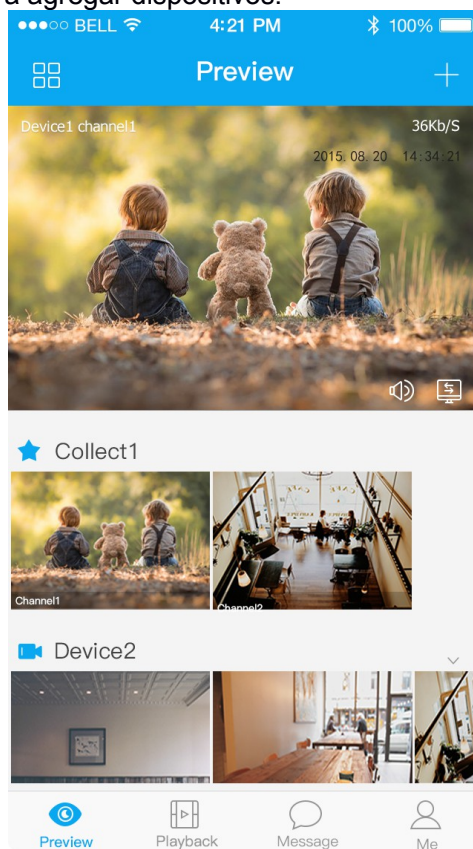 a agregar dispositivos.
BELL 4:21 PM 100%
Preview
Device1 channel1 36Kb/S
2015. 08. 20 14:34:21
Collect1
Channel1 Channel2
Device2
Preview Playback Message Me